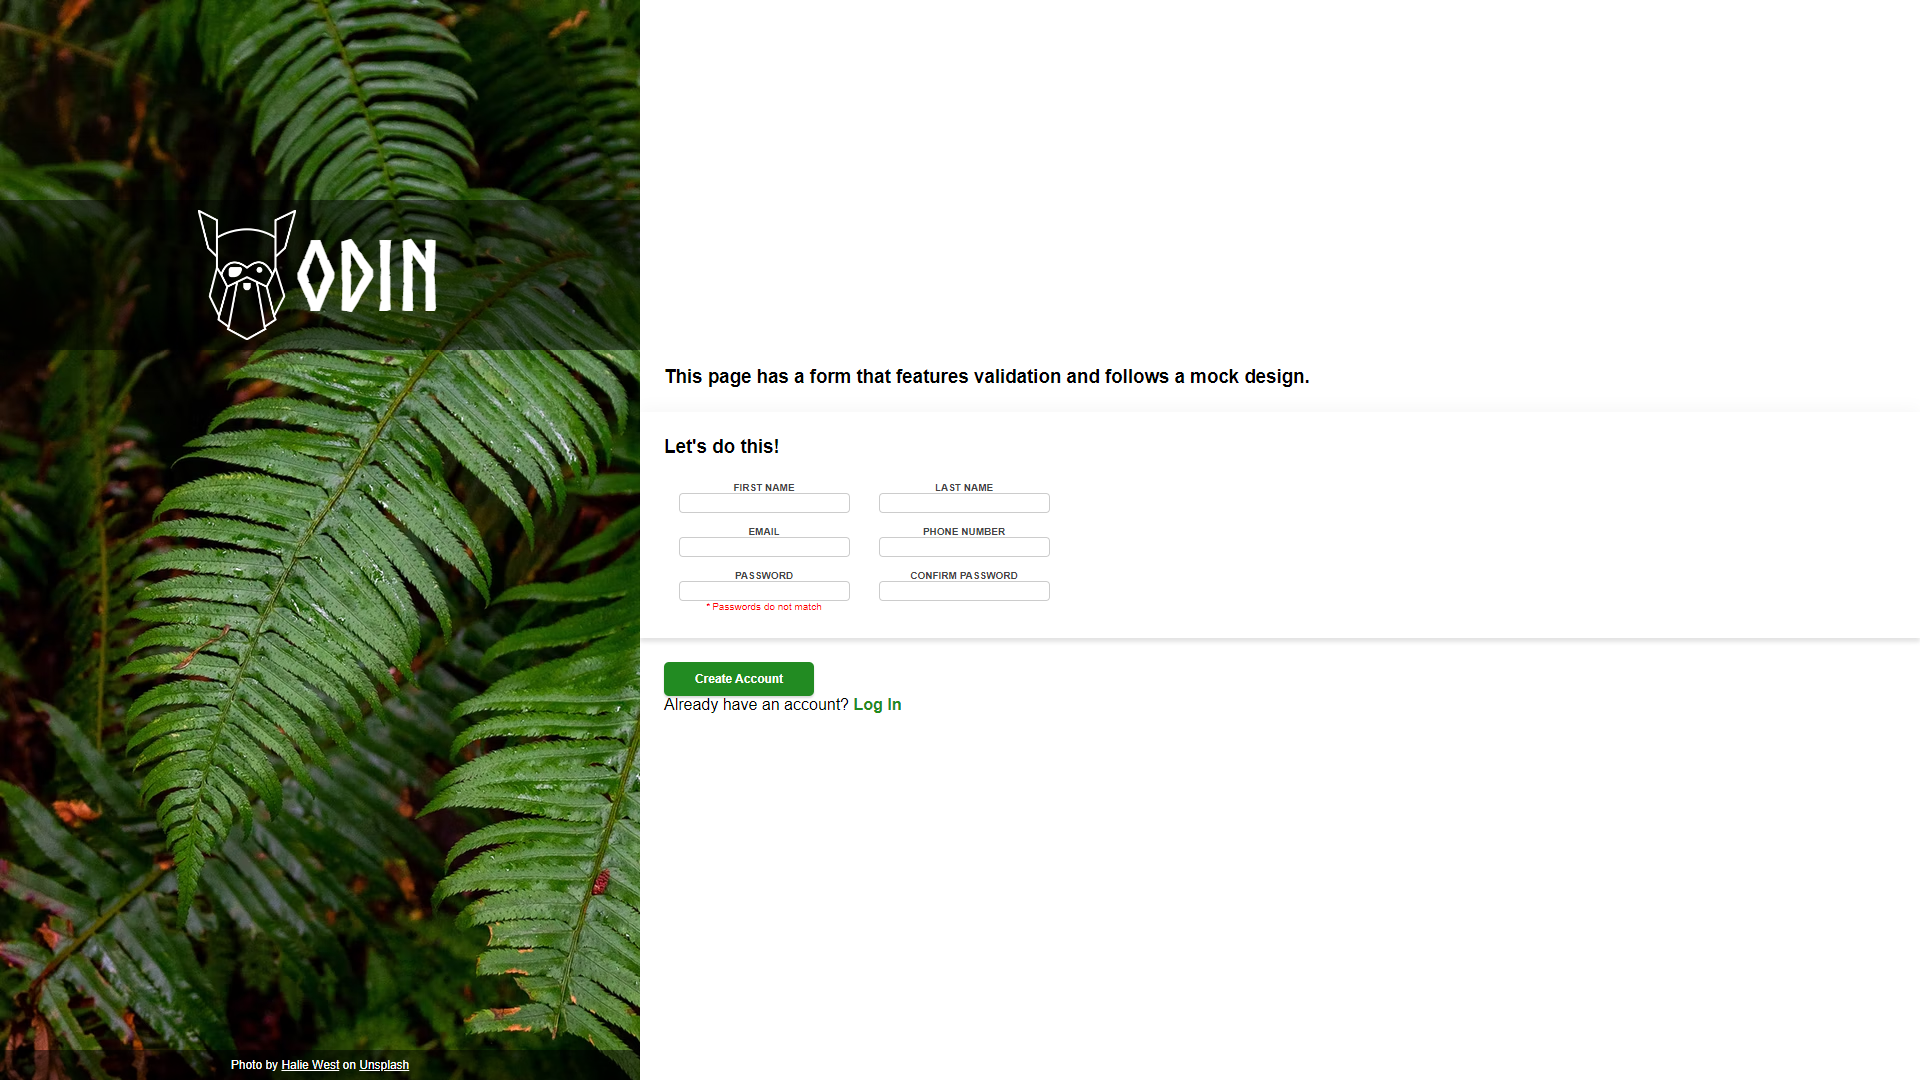 ODIN
This page has a form that features validation and follows a mock design.
Let's do this!
FIRST NAME
LAST NAME
EMAIL
PHONE NUMBER
PASSWORD
CONFIRM PASSWORD
* Passwords do not match
Create Account
Already have an account? Log In
Photo by Halie West on Unsplash